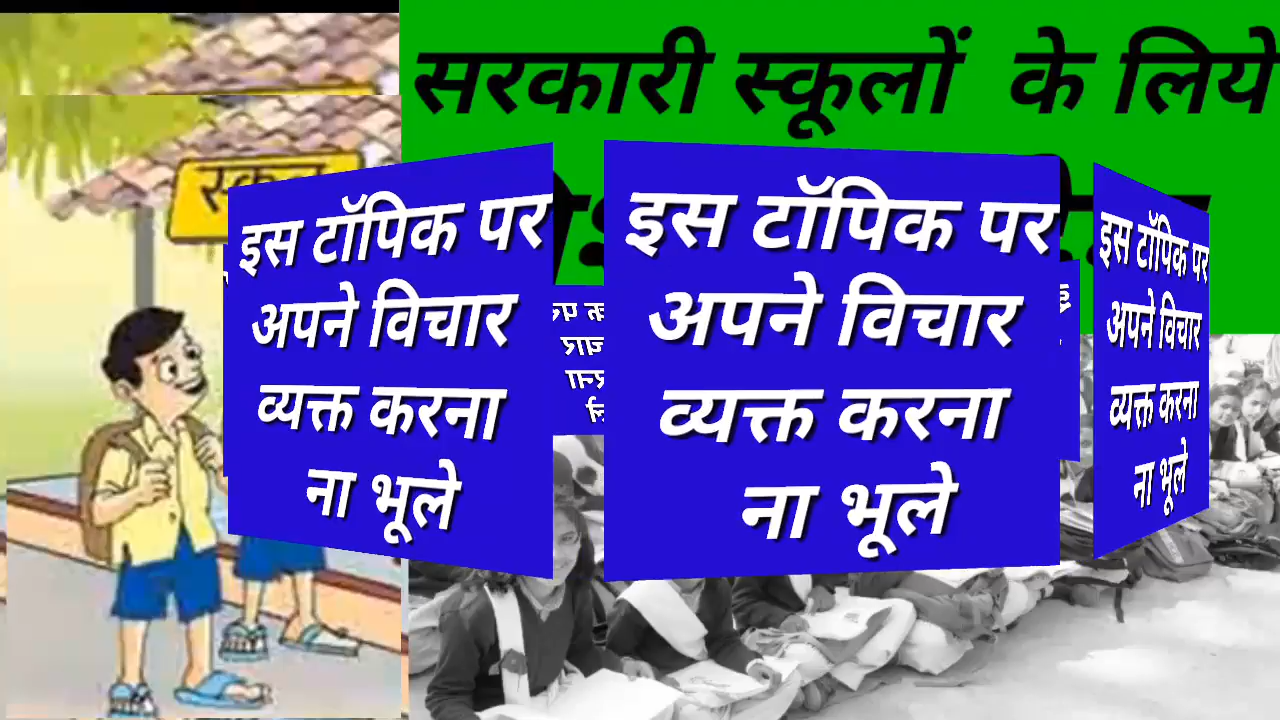 सरकारी स्कूलों के लिये
स्कूल
इस टॉपिक पर
अपने विचार
व्यक्त करना
ना भूले
इस टॉपिक पर
अपने विचार
व्यक्त करना
ना भूले
इस टॉपिक पर
अपने विचार
व्यक्त करना
ना भूले